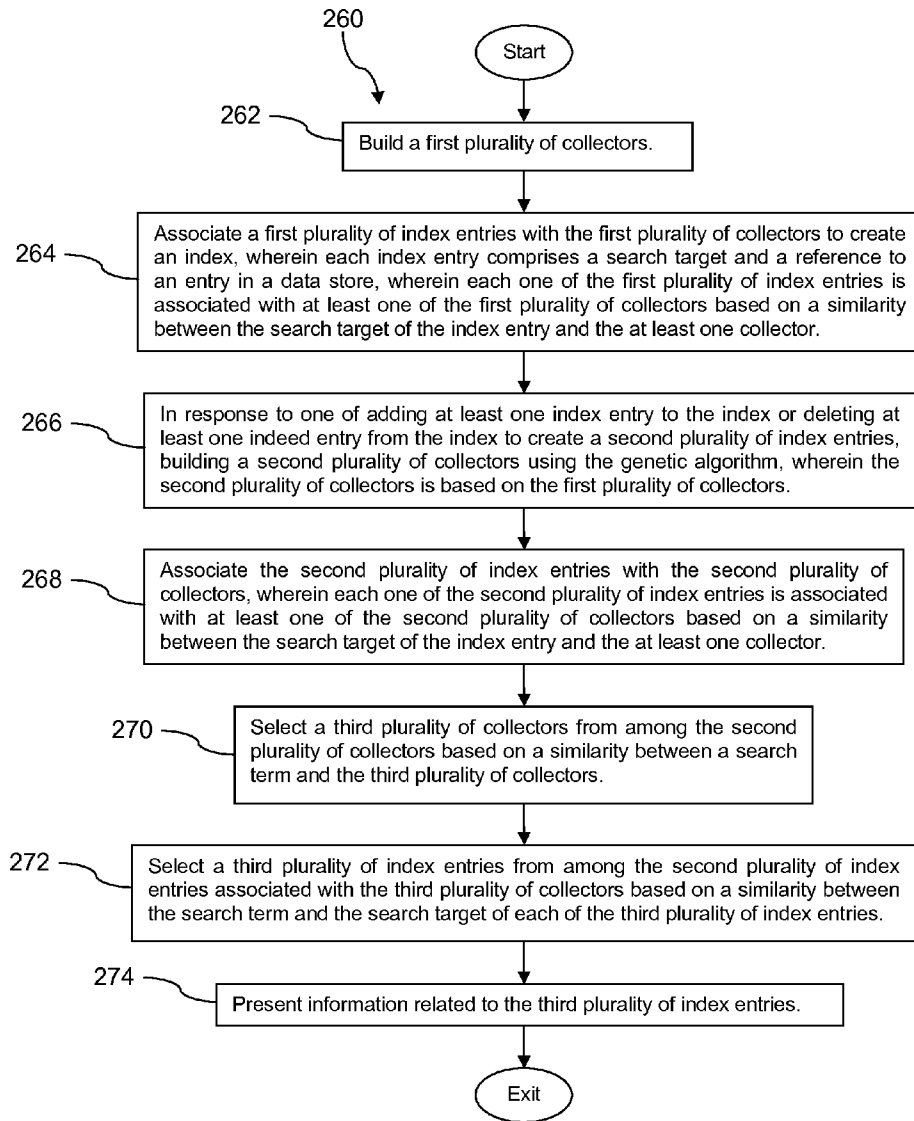 260
Start
262
Build a first plurality of collectors.
264
Associate a first plurality of index entries with the first plurality of collectors to create
an index, wherein each index entry comprises a search target and a reference to
an entry in a data store, wherein each one of the first plurality of index entries is
associated with at least one of the first plurality of collectors based on a similarity
between the search target of the index entry and the at least one collector.
266
In response to one of adding at least one index entry to the index or deleting at
least one indeed entry from the index to create a second plurality of index entries,
building a second plurality of collectors using the genetic algorithm, wherein the
second plurality of collectors is based on the first plurality of collectors.
268
Associate the second plurality of index entries with the second plurality of
collectors, wherein each one of the second plurality of index entries is associated
with at least one of the second plurality of collectors based on a similarity
between the search target of the index entry and the at least one collector.
270
Select a third plurality of collectors from among the second
plurality of collectors based on a similarity between a search
term and the third plurality of collectors.
272
Select a third plurality of index entries from among the second plurality of index
entries associated with the third plurality of collectors based on a similarity between
the search term and the search target of each of the third plurality of index entries.
274
Present information related to the third plurality of index entries.
Exit